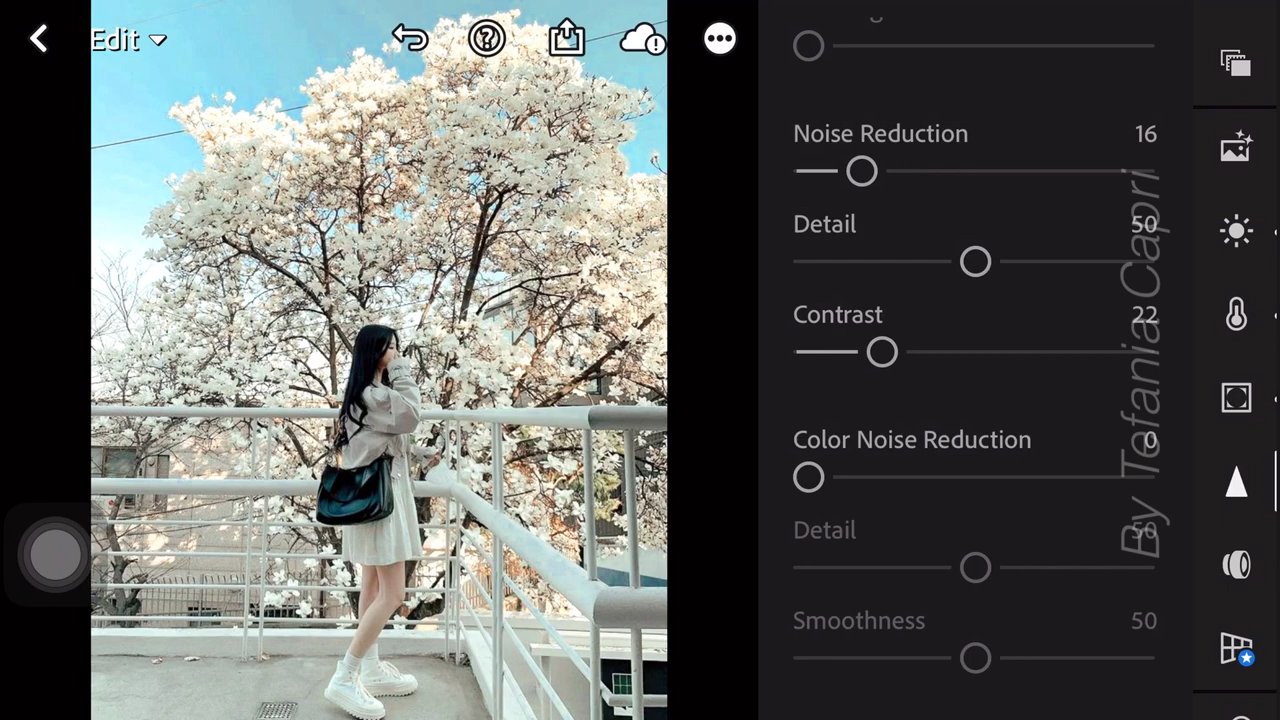 Edit
Noise Reduction 16
Detail 50
Contrast 22
Color Noise Reduction 0
Detail 50
Smoothness 50
By Tefania Capri